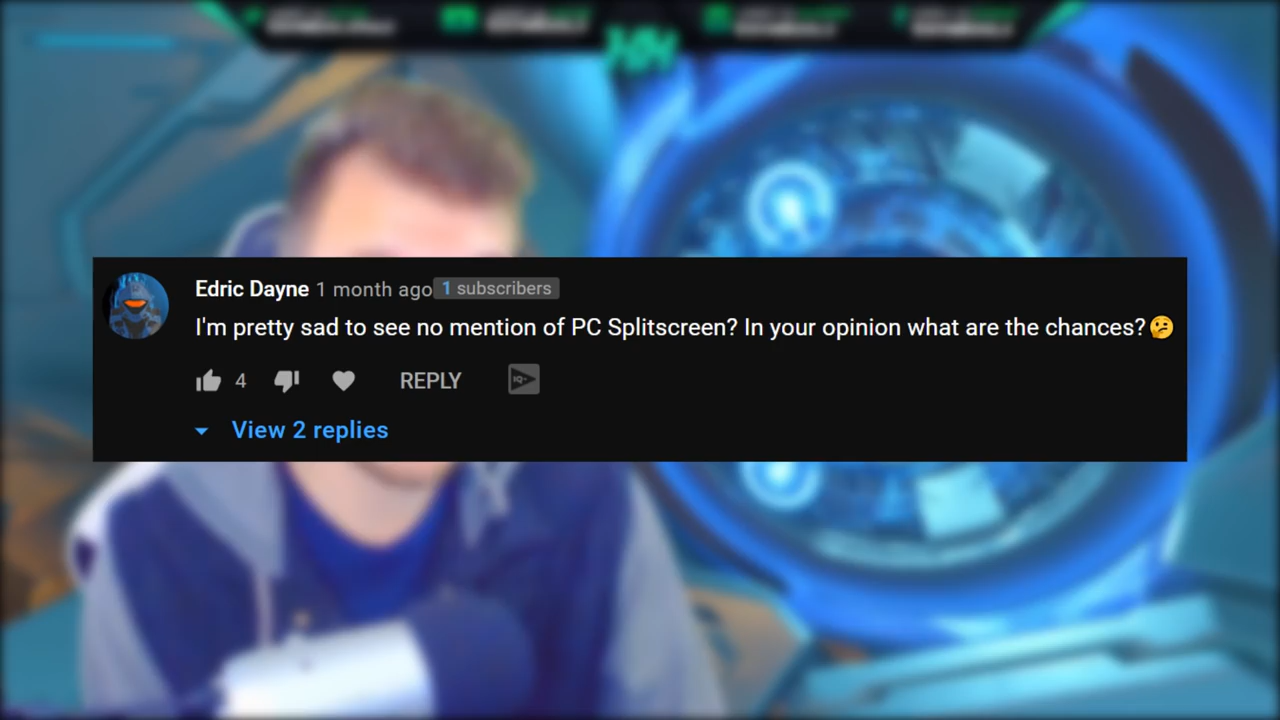 Edric Dayne 1 month ago 1 subscribers
I'm pretty sad to see no mention of PC Splitscreen? In your opinion what are the chances?🤔
4 REPLY IQ
View 2 replies